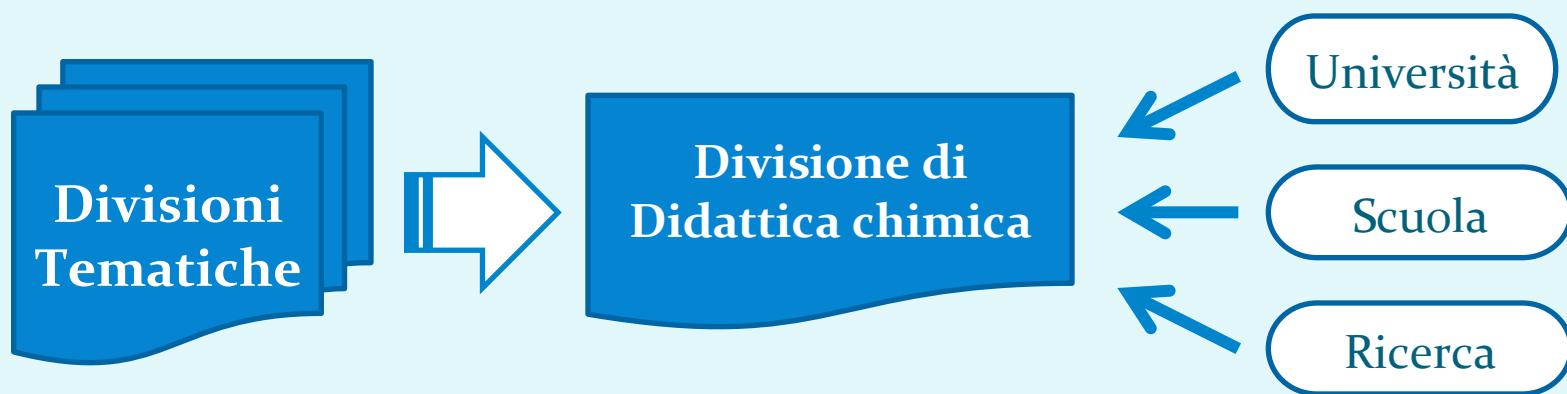 Divisioni
Tematiche
Divisione di
Didattica chimica
Università
Scuola
Ricerca